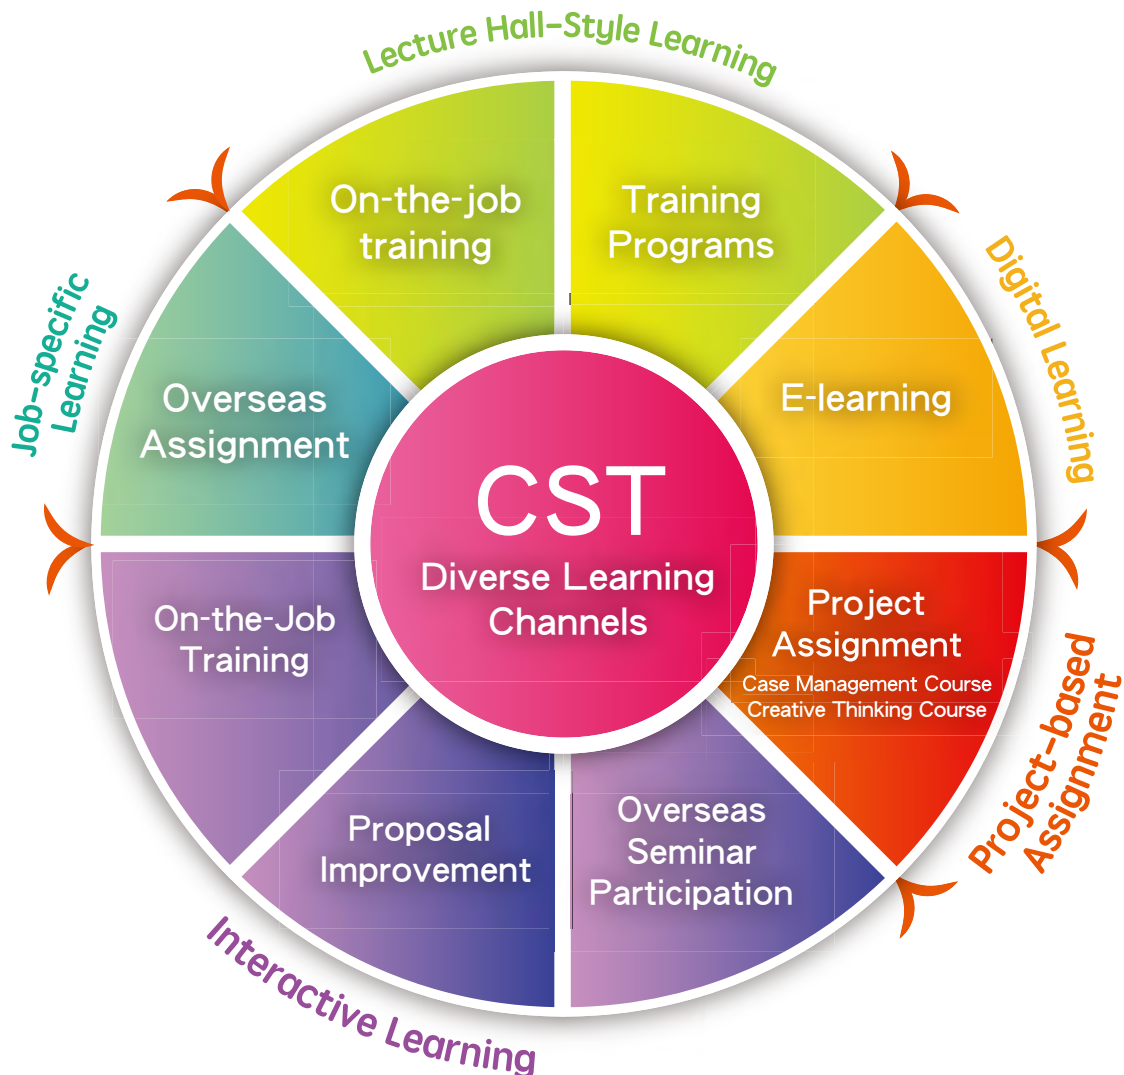 Lecture Hall-Style Learning
On-the-job
training
Training
Programs
Digital Learning
E-learning
Job-specific
Learning
Overseas
Assignment
CST
Diverse Learning
Channels
Project
Assignment
Case Management Course
Creative Thinking Course
Project-based
Assignment
On-the-Job
Training
Proposal
Improvement
Overseas
Seminar
Participation
Interactive Learning